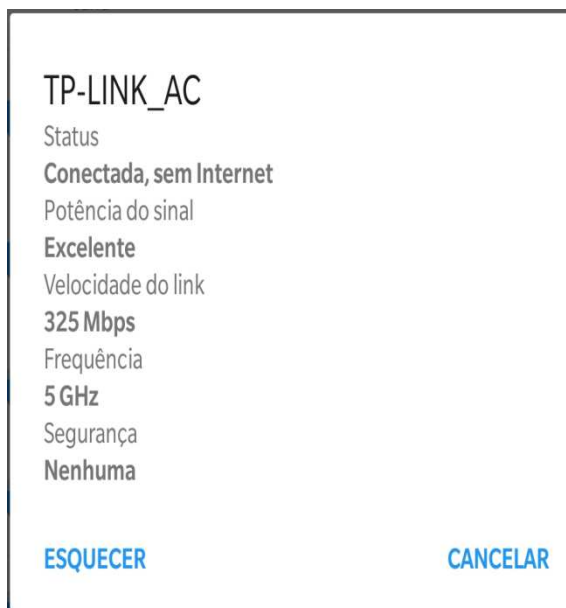 TP-LINK_AC
Status
Conectada, sem Internet
Potência do sinal
Excelente
Velocidade do link
325 Mbps
Frequência
5 GHz
Segurança
Nenhuma
ESQUECER CANCELAR